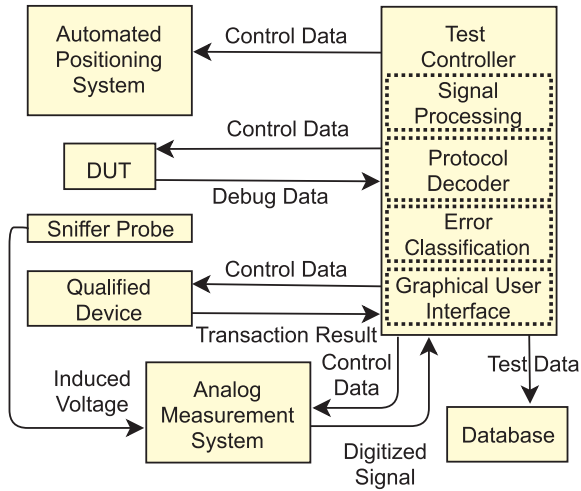 Automated
Positioning
System
Control Data
Test
Controller
Signal
Processing
Control Data
DUT
Debug Data
Protocol
Decoder
Sniffer Probe
Error
Classification
Control Data
Qualified
Device
Graphical User
Interface
Transaction Result
Induced
Voltage
Analog
Measurement
System
Control
Data
Test Data
Digitized
Signal
Database